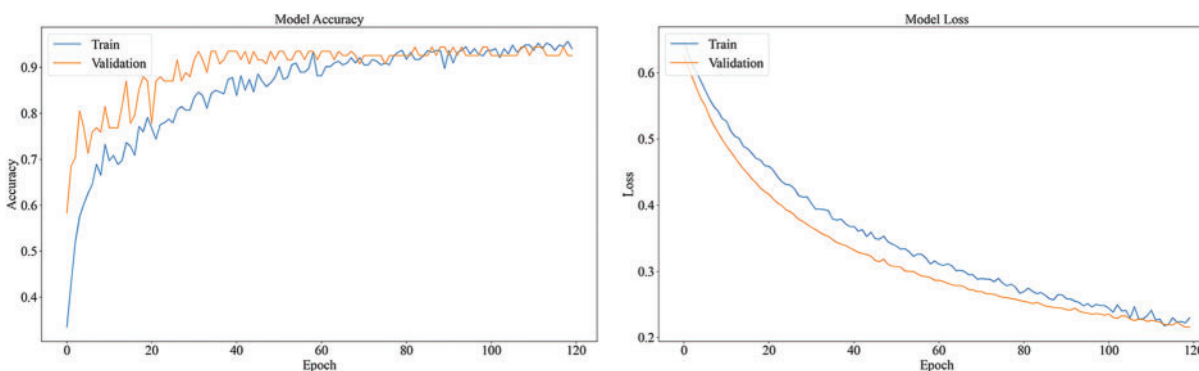 Model Accuracy
Train
Validation
Accuracy
0.9
0.8
0.7
0.6
0.5
0.4
0 20 40 60 80 100 120
Epoch
Model Loss
Train
Validation
Loss
0.6
0.5
0.4
0.3
0.2
0 20 40 60 80 100 120
Epoch